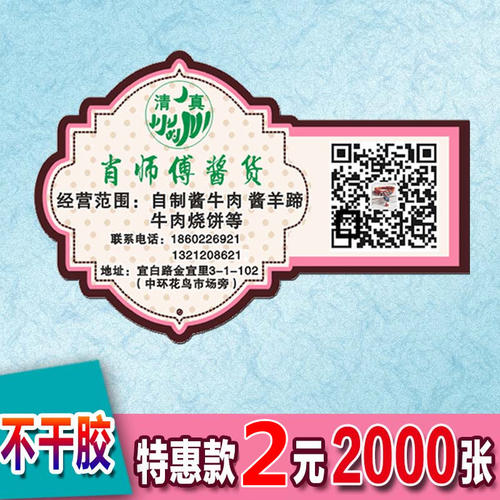 清真
肖师傅酱货
经营范围：自制酱牛肉 酱羊蹄
牛肉烧饼等
联系电话：1860226921
1321208621
地址：宜白路金宜里3-1-102
（中环花鸟市场旁）
不干胶
特惠款2元2000张